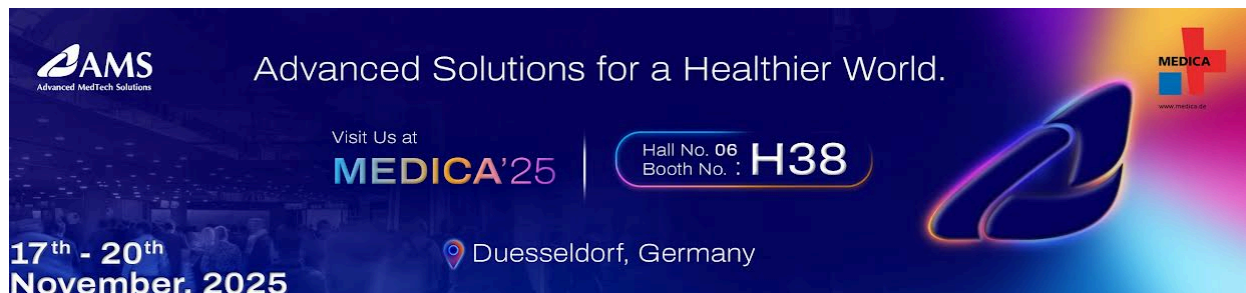 AMS
Advanced MedTech Solutions
Advanced Solutions for a Healthier World.
MEDICA
www.medica.de
Visit Us at
MEDICA'25
Hall No. 06
Booth No. : H38
17th - 20th
November, 2025
Duesseldorf, Germany